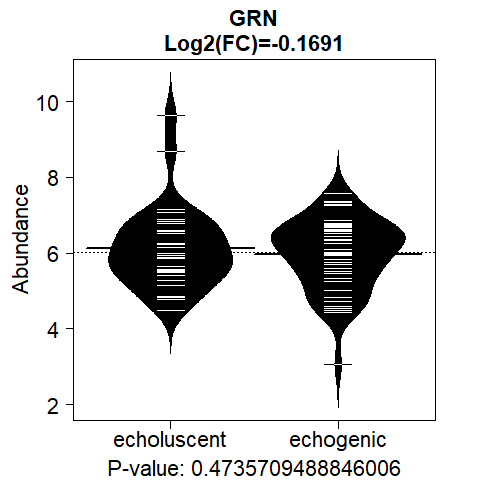 GRN
Log2(FC)=-0.1691
Abundance
10
8
6
4
2
echoluscent echogenic
P-value: 0.4735709488846006